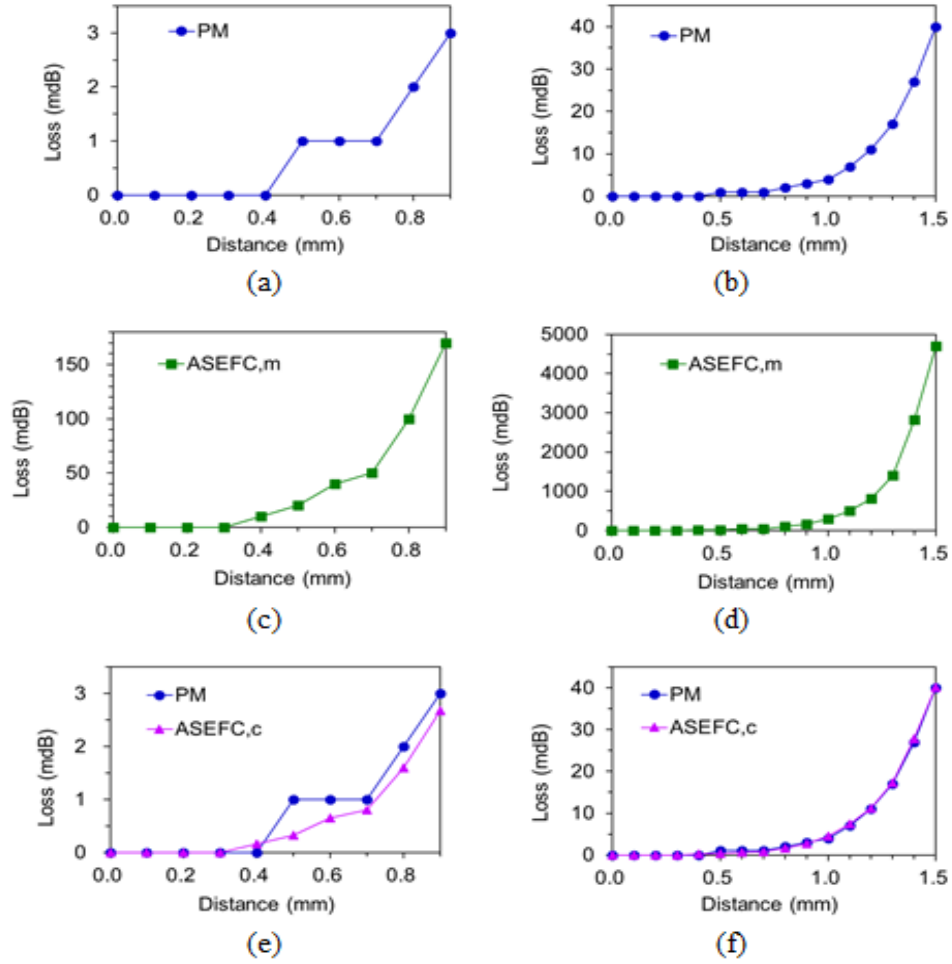 PM
Loss (mdB)
3
2
1
0
0.0 0.2 0.4 0.6 0.8
Distance (mm)
(a)
PM
Loss (mdB)
40
30
20
10
0
0.0 0.5 1.0 1.5
Distance (mm)
(b)
ASEFC,m
Loss (mdB)
150
100
50
0
0.0 0.2 0.4 0.6 0.8
Distance (mm)
(c)
ASEFC,m
Loss (mdB)
5000
4000
3000
2000
1000
0
0.0 0.5 1.0 1.5
Distance (mm)
(d)
PM
ASEFC,c
Loss (mdB)
3
2
1
0
0.0 0.2 0.4 0.6 0.8
Distance (mm)
(e)
PM
ASEFC,c
Loss (mdB)
40
30
20
10
0
0.0 0.5 1.0 1.5
Distance (mm)
(f)